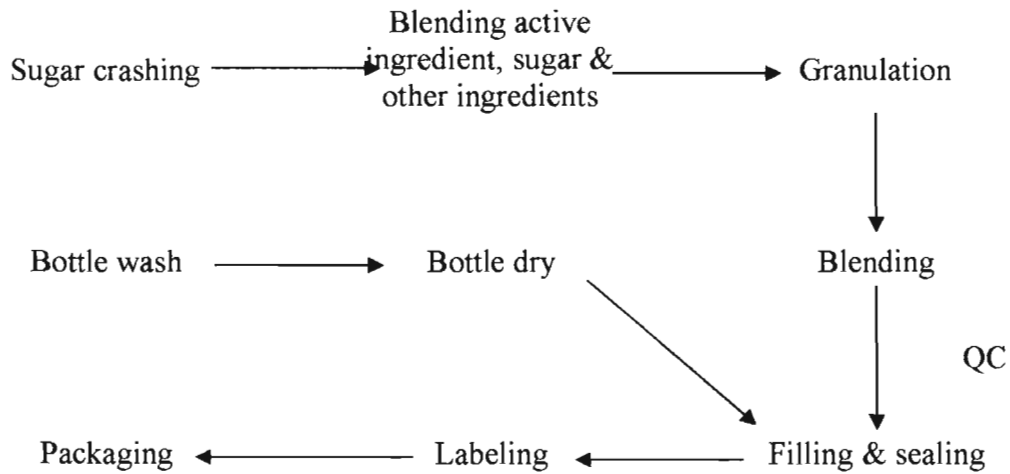 Blending active
Sugar crashing
ingredient, sugar &
other ingredients
Granulation
Bottle wash
Bottle dry
Blending
QC
Packaging
Labeling
Filling & sealing